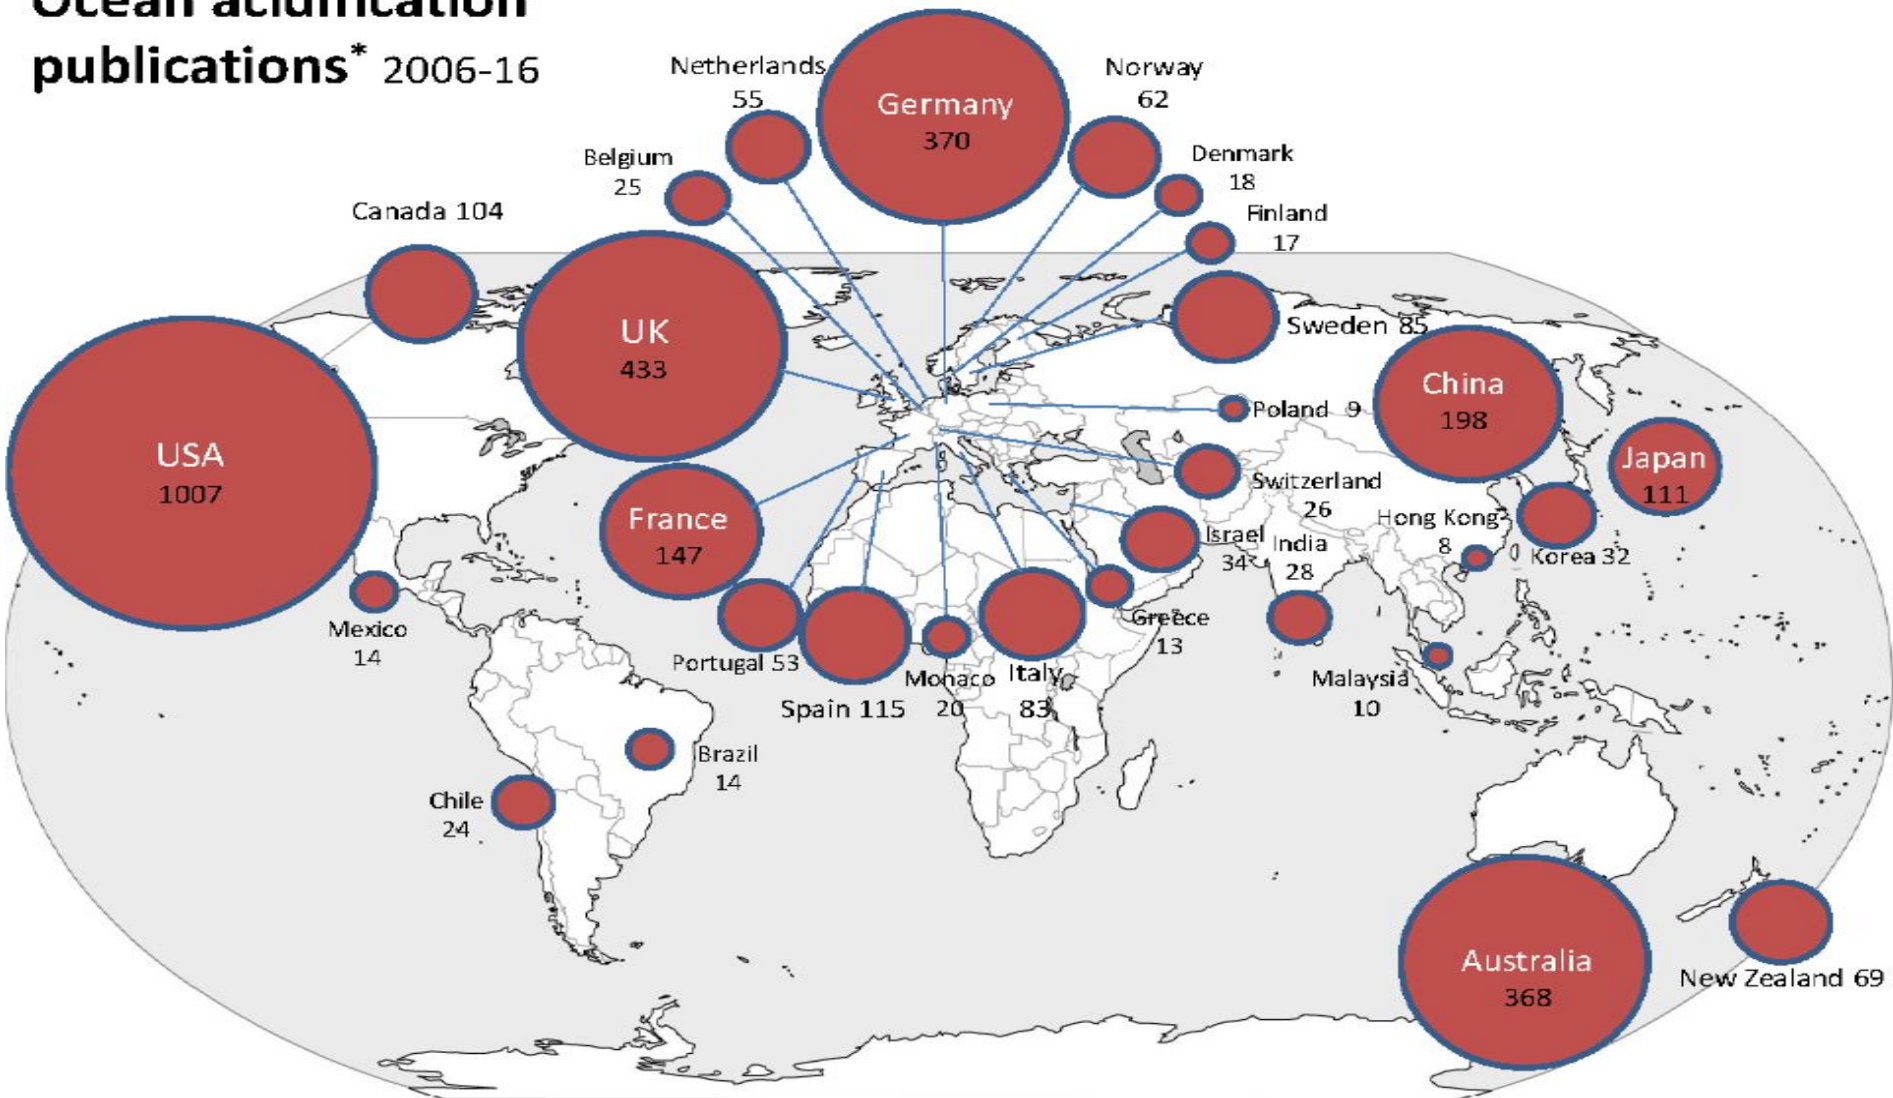 Ocean acidification
publications* 2006-16
Netherlands
55
Germany
370
Norway
62
Belgium
25
Denmark
18
Canada 104
Finland
17
UK
433
Sweden 85
China
198
Poland 9
USA
1007
Japan
111
Switzerland
26
France
147
Hong Kong
8
Israel
34
India
28
Korea 32
Mexico
14
Greece
13
Portugal 53
Monaco
20
Italy
83
Malaysia
10
Spain 115
Brazil
14
Chile
24
Australia
368
New Zealand 69